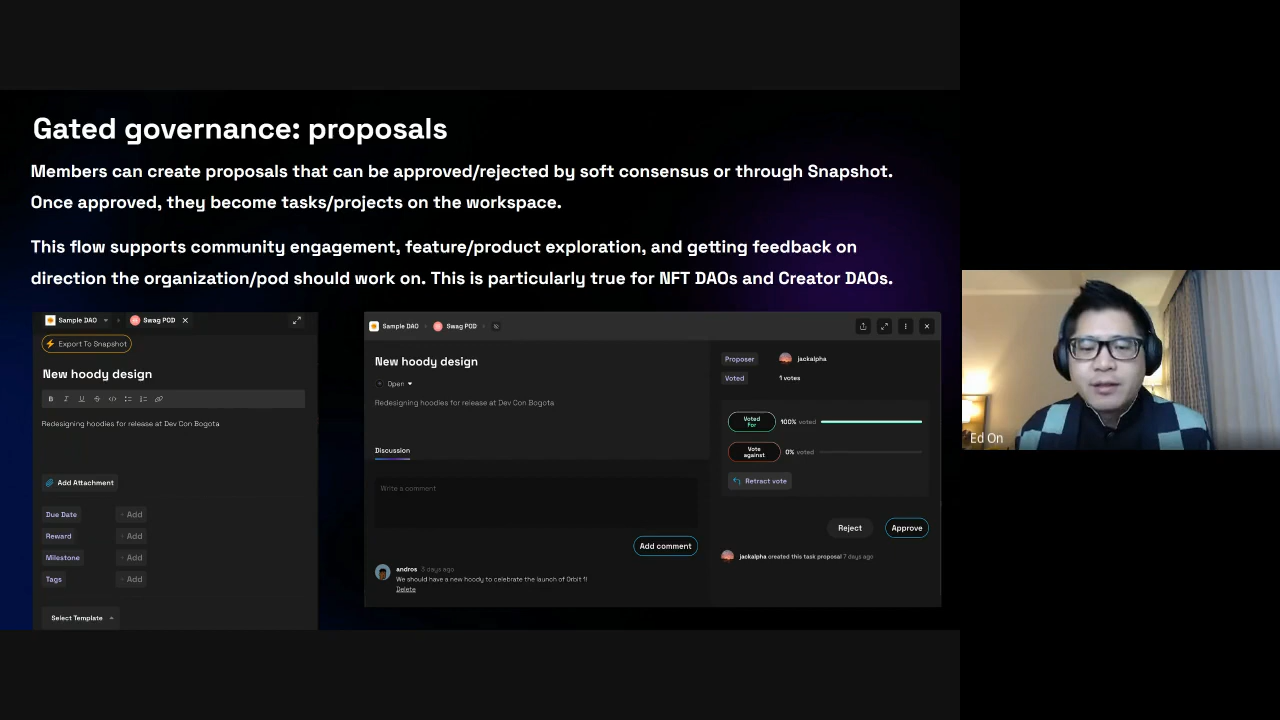 Gated governance: proposals
Members can create proposals that can be approved/rejected by soft consensus or through Snapshot.
Once approved, they become tasks/projects on the workspace.
This flow supports community engagement, feature/product exploration, and getting feedback on
direction the organization/pod should work on. This is particularly true for NFT DAOs and Creator DAOs.
Sample DAO
Swag POD
Export To Snapshot
New hoody design
B I U S
Redesigning hoodies for release at Dev Con Bogota
Add Attachment
Due Date + Add
Reward + Add
Milestone + Add
Tags + Add
Select Template
Sample DAO
Swag POD
New hoody design
Open
Redesigning hoodies for release at Dev Con Bogota
Discussion
Write a comment
Add comment
andros 3 days ago
We should have a new hoody to celebrate the launch of Orbit 1!
Delete
Proposer jackalpha
Voted 1 votes
Voted
For
100% voted
Vote
against
0% voted
Retract vote
Reject
Approve
jackalpha created this task proposal 7 days ago
Ed On